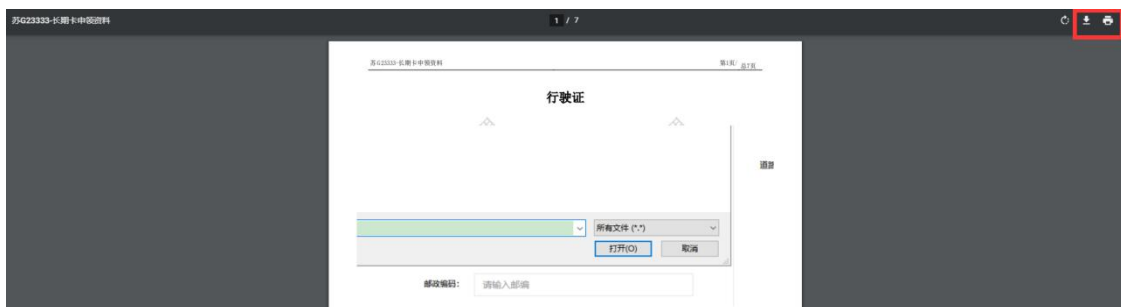 苏G23333-长期卡申领资料
1 / 7
苏G23333-长期卡申领资料 第1页/ 总7页
行驶证
所有文件 (*.*)
打开(O) 取消
邮政编码: 请输入邮编